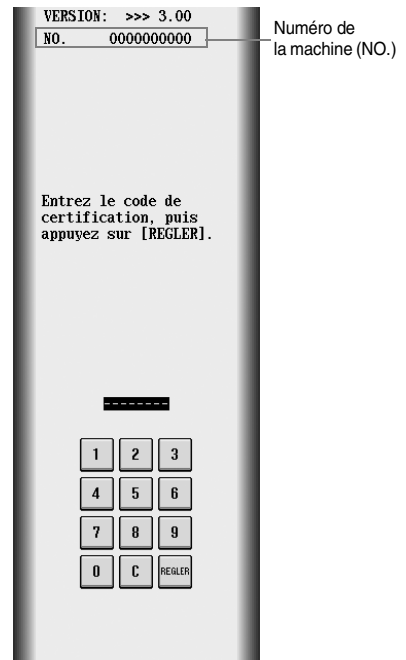 VERSION: >>> 3.00
NO. 0000000000
Numéro de
la machine (NO.)
Entrez le code de
certification, puis
appuyez sur [REGLER].
--------
1 2 3
4 5 6
7 8 9
0 C REGLER